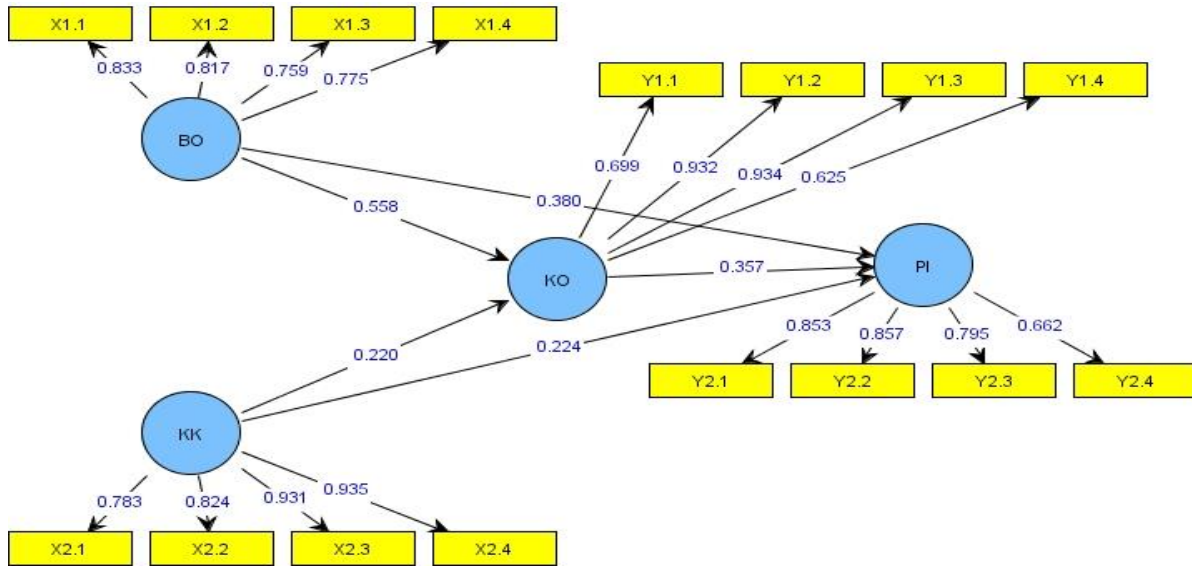 X1.1 X1.2 X1.3 X1.4
0.833 0.817 0.759 0.775
Y1.1 Y1.2 Y1.3 Y1.4
BO
0.699 0.932 0.934 0.625
0.558 0.380
KO 0.357 PI
0.220 0.224
0.853 0.857 0.795 0.662
Y2.1 Y2.2 Y2.3 Y2.4
KK
0.783 0.824 0.931 0.935
X2.1 X2.2 X2.3 X2.4